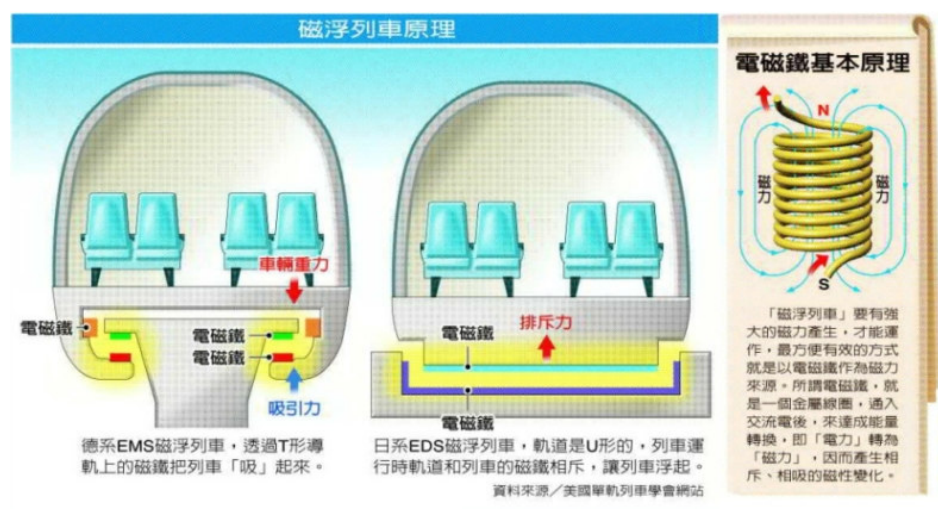 磁浮列車原理
車輛重力
電磁鐵
電磁鐵
電磁鐵
吸引力
德系EMS磁浮列車，透過T形導
軌上的磁鐵把列車「吸」起來。
電磁鐵
排斥力
電磁鐵
日系EDS磁浮列車，軌道是U形的，列車運
行時軌道和列車的磁鐵相斥，讓列車浮起。
資料來源／美國單軌列車學會網站
電磁鐵基本原理
N
磁力
磁力
S
「磁浮列車」要有強
大的磁力產生，才能運
作，最方便有效的方式
就是以電磁鐵作為磁力
來源。所謂電磁鐵，就
是一個金屬線圈，通入
交流電後，來達成能量
轉換，即「電力」轉為
「磁力」，因而產生相
斥、相吸的磁性變化。